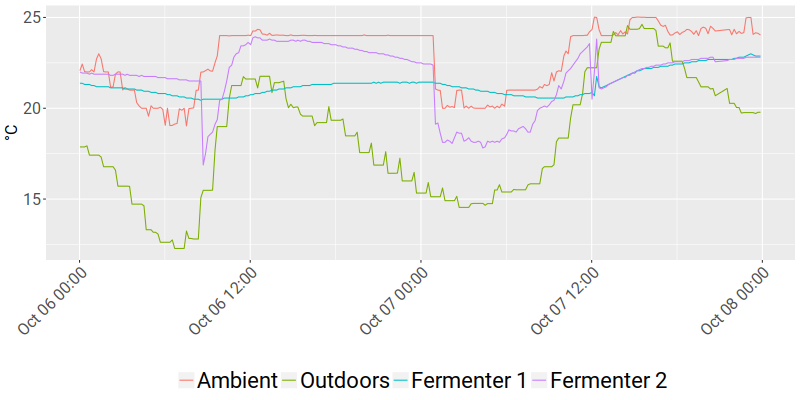 25
20
15
°C
Oct 06 00:00
Oct 06 12:00
Oct 07 00:00
Oct 07 12:00
Oct 08 00:00
Ambient Outdoors Fermenter 1 Fermenter 2